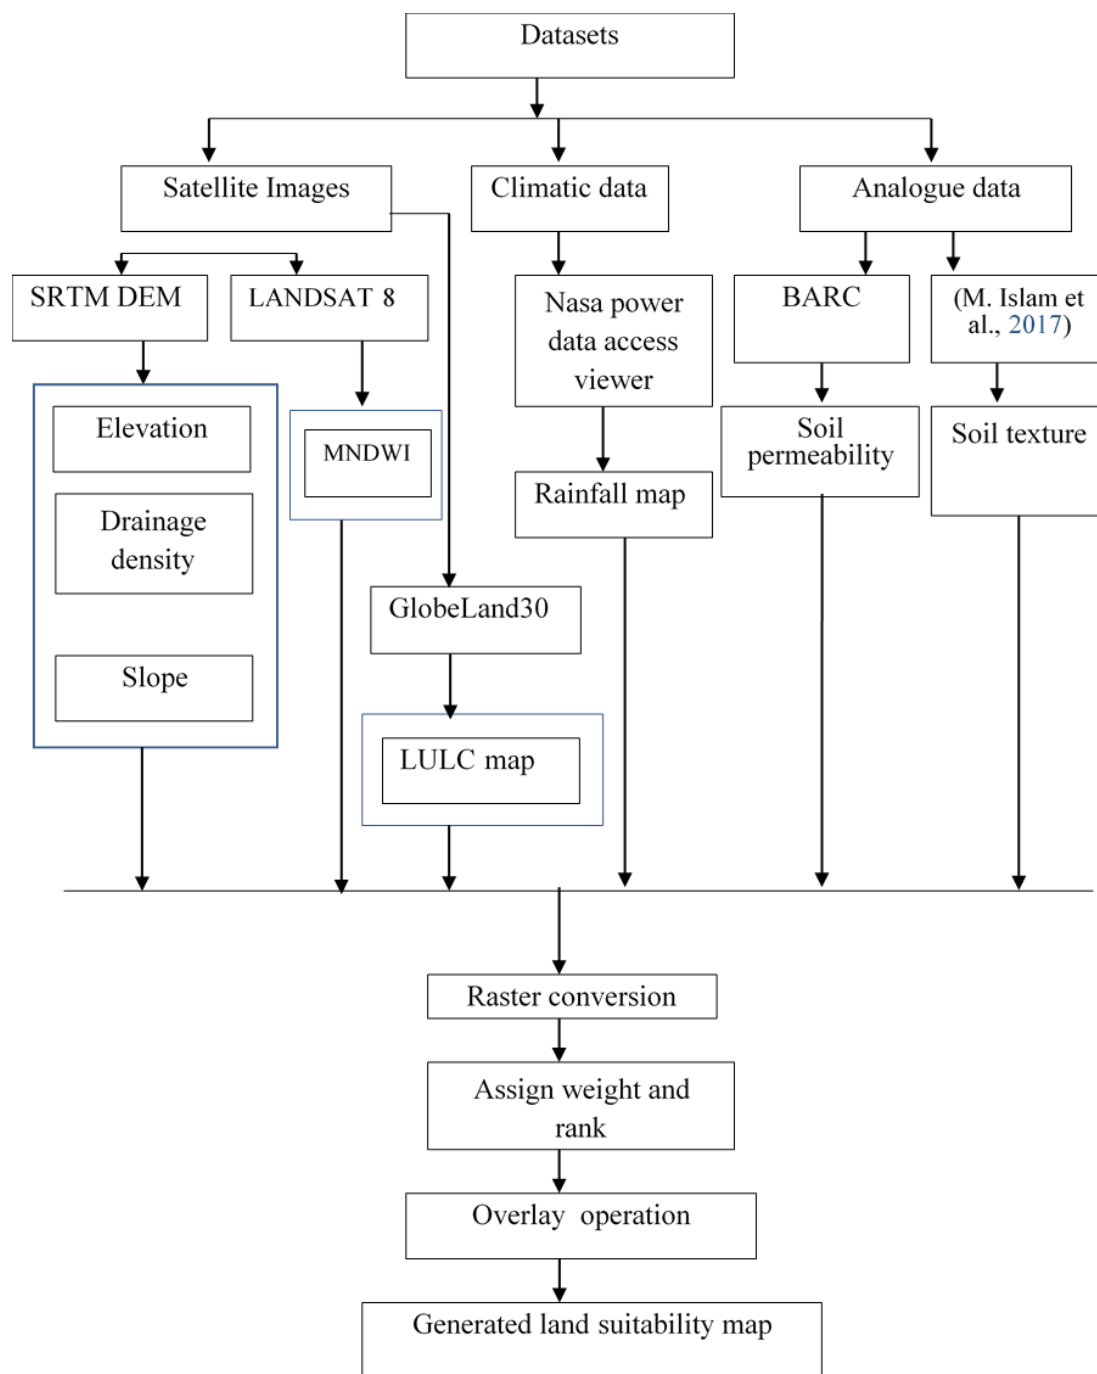 Datasets
Satellite Images
Climatic data
Analogue data
SRTM DEM
LANDSAT 8
Nasa power
data access
viewer
BARC
(M. Islam et
al., 2017)
Elevation
MNDWI
Soil
permeability
Soil texture
Drainage
density
Rainfall map
GlobeLand30
Slope
LULC map
Raster conversion
Assign weight and
rank
Overlay operation
Generated land suitability map